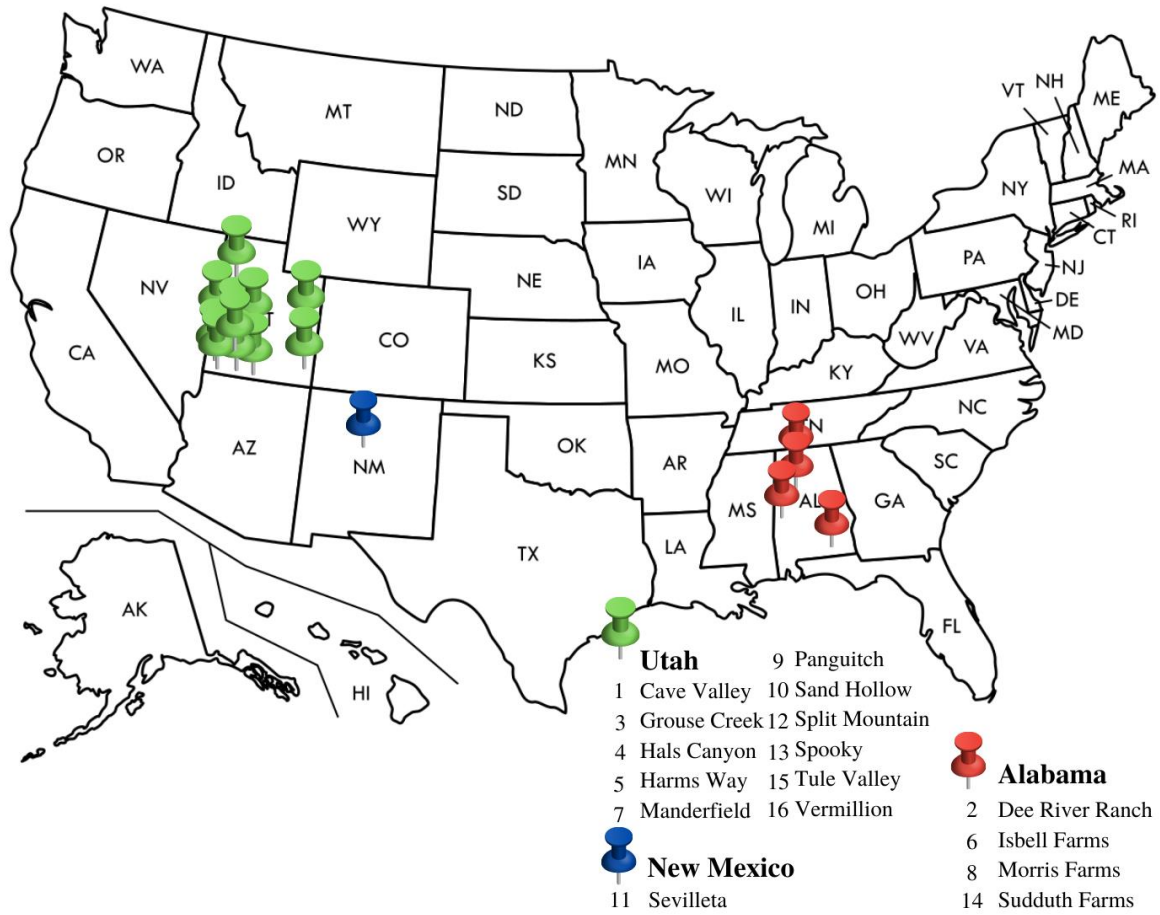 WA
MT
ND
MN
VT
NH
ME
OR
ID
SD
WI
MI
NY
MA
WY
RI
CT
IA
PA
NV
NE
NJ
T
IL
IN
OH
DE
CA
CO
KS
MO
WV
VA
MD
KY
NC
N
AZ
NM
OK
AR
SC
MS
AL
GA
TX
LA
AK
FL
HI
Utah
1 Cave Valley
3 Grouse Creek
4 Hals Canyon
5 Harms Way
7 Manderfield
9 Panguitch
10 Sand Hollow
12 Split Mountain
13 Spooky
15 Tule Valley
16 Vermillion
New Mexico
11 Sevilleta
Alabama
2 Dee River Ranch
6 Isbell Farms
8 Morris Farms
14 Sudduth Farms